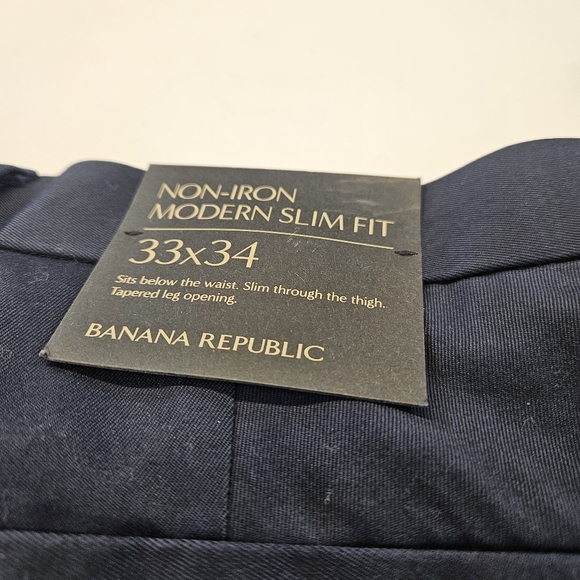 NON-IRON
MODERN SLIM FIT
33x34
Sits below the waist. Slim through the thigh.
Tapered leg opening.
BANANA REPUBLIC